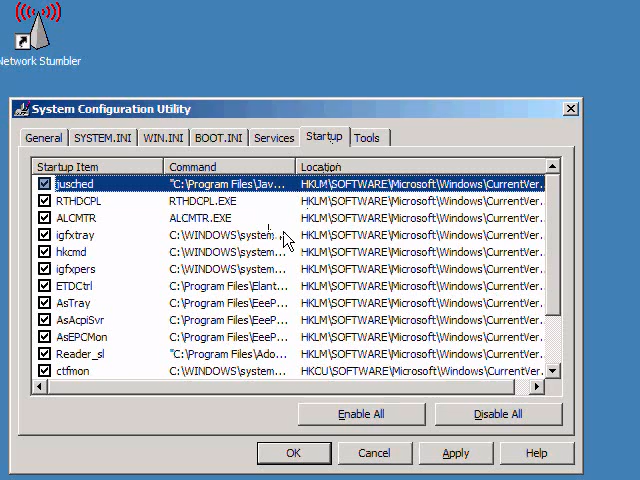 Network Stumbler
System Configuration Utility
General SYSTEM.INI WIN.INI BOOT.INI Services Startup Tools
Startup Item Command Location
jusched "C:\Program Files\Jav... HKLM\SOFTWARE\Microsoft\Windows\CurrentVer...
RTHDCPL RTHDCPL.EXE HKLM\SOFTWARE\Microsoft\Windows\CurrentVer...
ALCMTR ALCMTR.EXE HKLM\SOFTWARE\Microsoft\Windows\CurrentVer...
igfxtray C:\WINDOWS\system... HKLM\SOFTWARE\Microsoft\Windows\CurrentVer...
hkcmd C:\WINDOWS\system... HKLM\SOFTWARE\Microsoft\Windows\CurrentVer...
igfxpers C:\WINDOWS\system... HKLM\SOFTWARE\Microsoft\Windows\CurrentVer...
ETDCtrl C:\Program Files\Elant... HKLM\SOFTWARE\Microsoft\Windows\CurrentVer...
AsTray C:\Program Files\EeeP... HKLM\SOFTWARE\Microsoft\Windows\CurrentVer...
AsAcpiSvr C:\Program Files\EeeP... HKLM\SOFTWARE\Microsoft\Windows\CurrentVer...
AsEPCMon C:\Program Files\EeeP... HKLM\SOFTWARE\Microsoft\Windows\CurrentVer...
Reader_sl "C:\Program Files\Ado... HKLM\SOFTWARE\Microsoft\Windows\CurrentVer...
ctfmon C:\WINDOWS\system... HKCU\SOFTWARE\Microsoft\Windows\CurrentVer...
Enable All Disable All
OK Cancel Apply Help